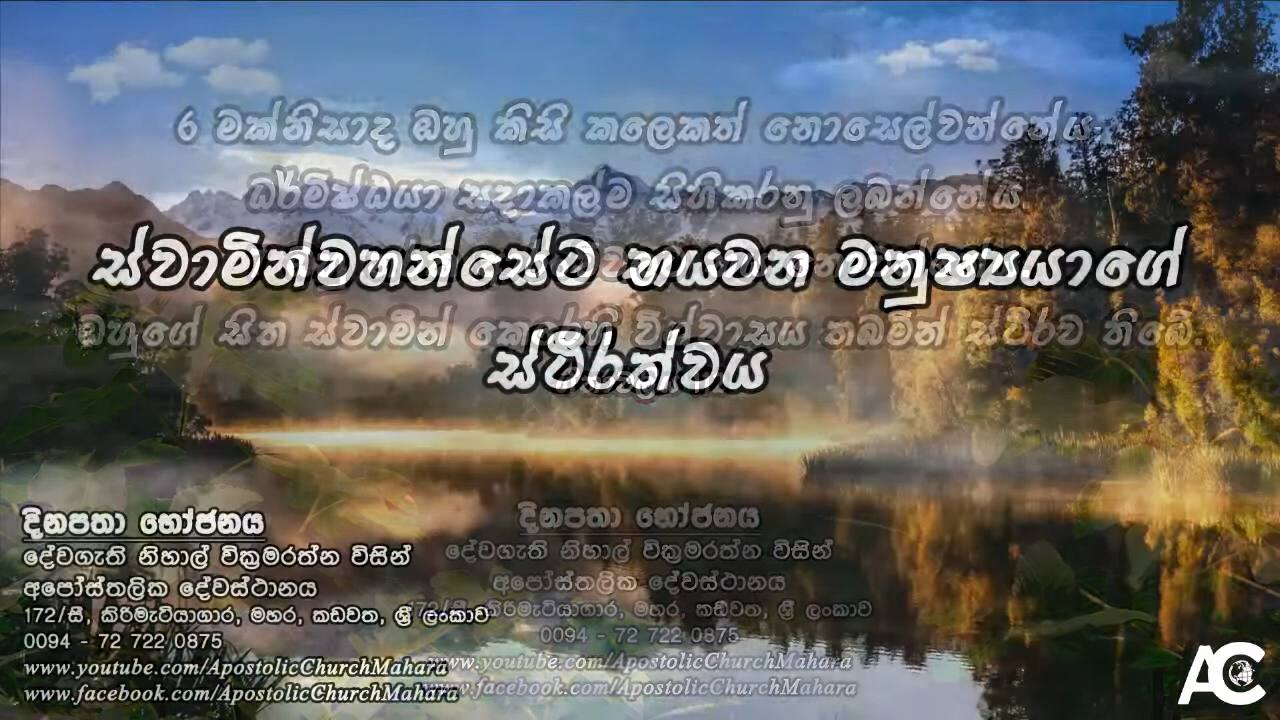 6 මක්නිසාද ඔහු කිසි කලෙකත් නොසෙල්වන්නේය.
ධර්මිෂ්ඨයා සදාකල්ම සිහිකරනු ලබන්නේය.
ස්වාමින්වහන්සේට භයවන මනුෂ්‍යයාගේ
ඔහුගේ සිත ස්වාමින් කෙරෙහි විශ්වාසය තබමින් ස්ථිරව තිබේ.
ස්ථීරත්වය
දිනපතා භෝජනය
දේවගැති නිහාල් වික්‍රමරත්න විසින්
අපෝස්තලික දේවස්ථානය
172/සී, කිරිමැටියාගාර, මහර, කඩවත, ශ්‍රී ලංකාව
0094 - 72 722 0875
www.youtube.com/ApostolicChurchMahara
www.facebook.com/ApostolicChurchMahara
දිනපතා භෝජනය
දේවගැති නිහාල් වික්‍රමරත්න විසින්
අපෝස්තලික දේවස්ථානය
172/සී, කිරිමැටියාගාර, මහර, කඩවත, ශ්‍රී ලංකාව
0094 - 72 722 0875
www.youtube.com/ApostolicChurchMahara
www.facebook.com/ApostolicChurchMahara
AC